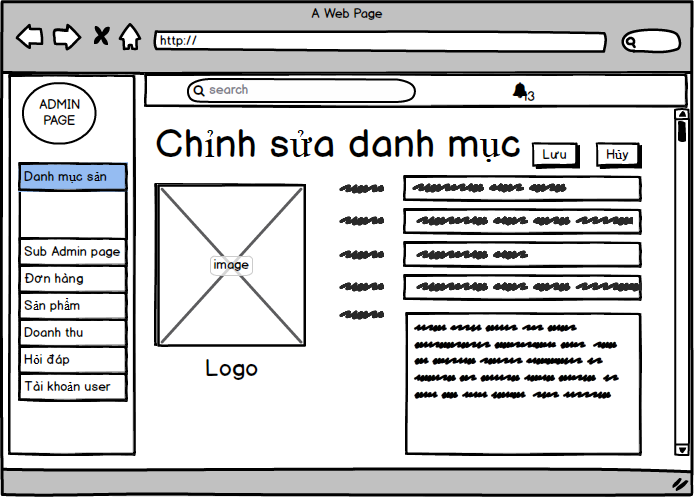 A Web Page
http://
search
13
ADMIN
PAGE
Chỉnh sửa danh mục
Lưu
Hủy
Danh mục sản
Sub Admin page
Đơn hàng
Sản phẩm
Doanh thu
Hỏi đáp
Tài khoản user
image
Logo